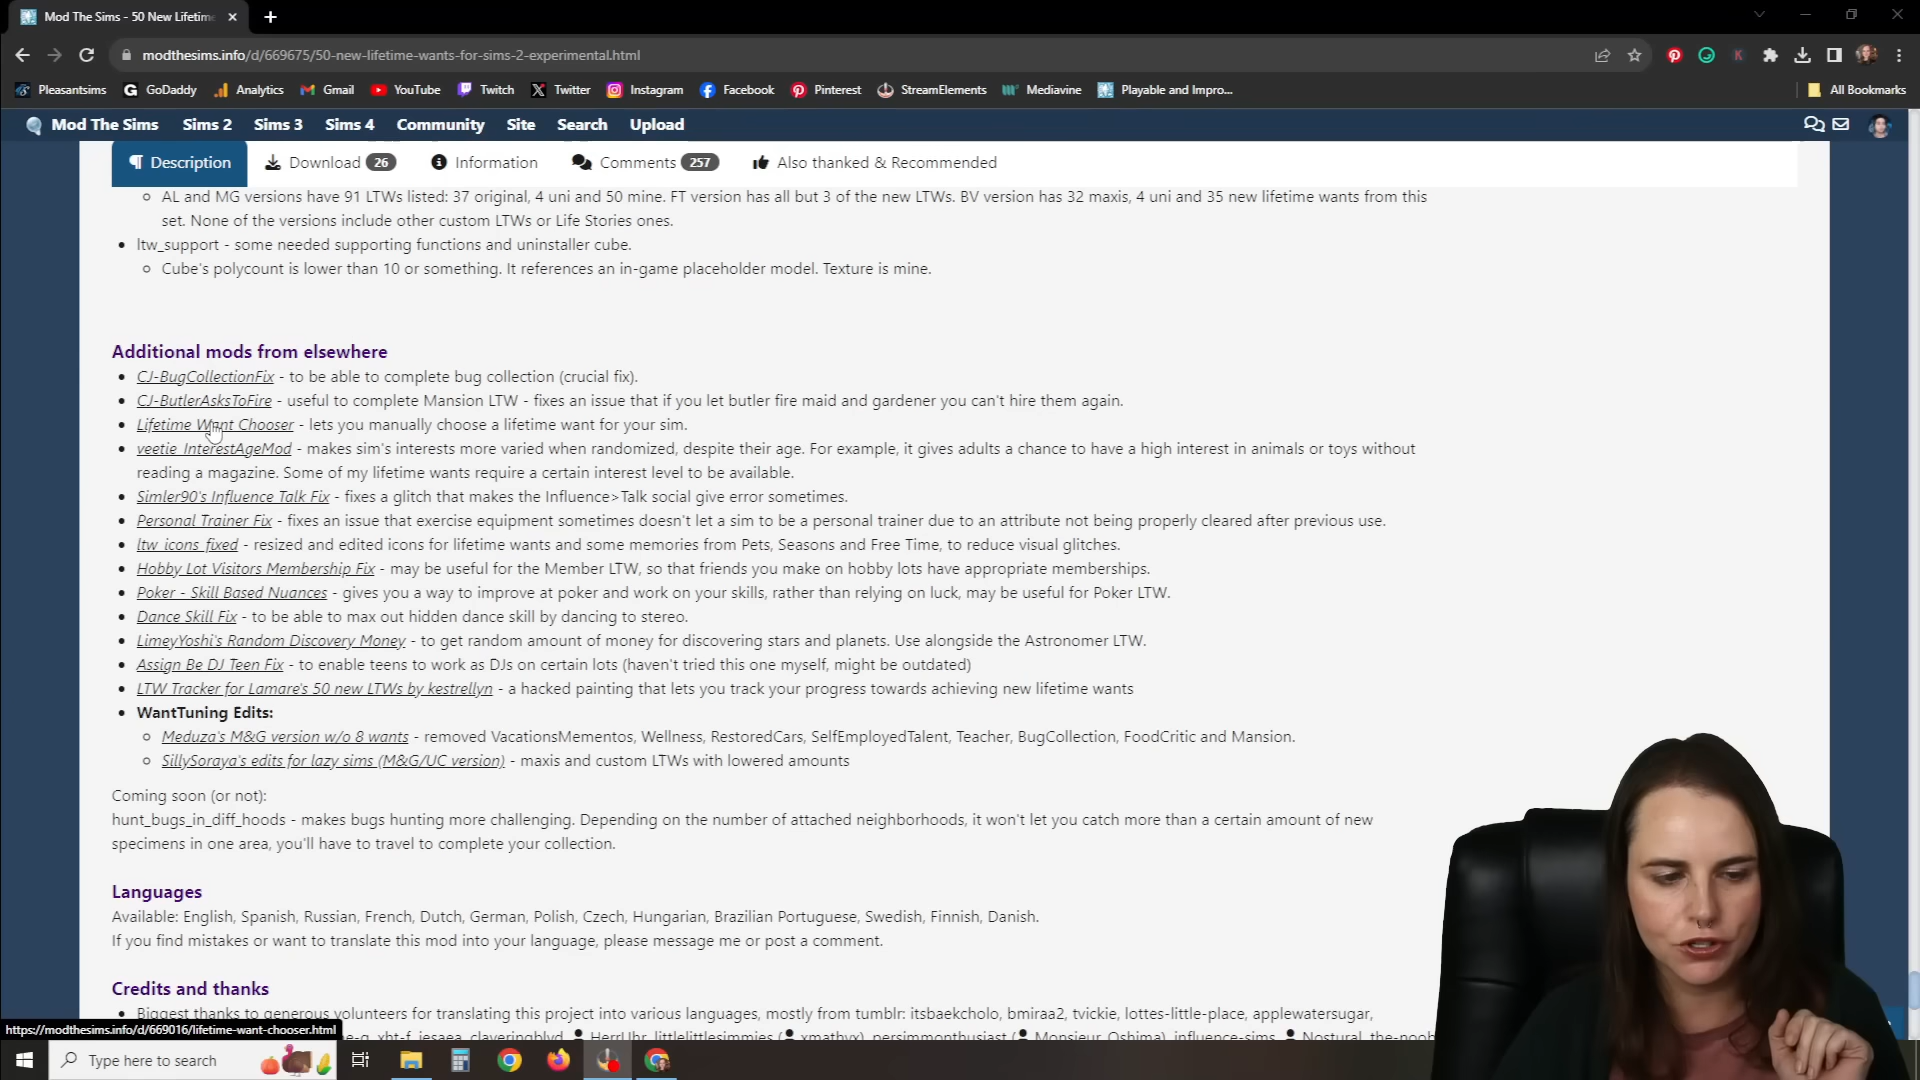 Mod The Sims - 50 New Lifetim
modthesims.info/d/669675/50-new-lifetime-wants-for-sims-2-experimental.html
Pleasantsims GoDaddy Analytics Gmail YouTube Twitch Twitter Instagram Facebook Pinterest StreamElements Mediavine Playable and Impro... All Bookmarks
Mod The Sims Sims 2 Sims 3 Sims 4 Community Site Search Upload
Description Download 26 Information Comments 257 Also thanked & Recommended
AL and MG versions have 91 LTWs listed: 37 original, 4 uni and 50 mine. FT version has all but 3 of the new LTWs. BV version has 32 maxis, 4 uni and 35 new lifetime wants from this
set. None of the versions include other custom LTWs or Life Stories ones.
ltw_support - some needed supporting functions and uninstaller cube.
Cube's polycount is lower than 10 or something. It references an in-game placeholder model. Texture is mine.
Additional mods from elsewhere
CJ-BugCollectionFix - to be able to complete bug collection (crucial fix).
CJ-ButlerAsksToFire - useful to complete Mansion LTW - fixes an issue that if you let butler fire maid and gardener you can't hire them again.
Lifetime Want Chooser - lets you manually choose a lifetime want for your sim.
veetie_InterestAgeMod - makes sim's interests more varied when randomized, despite their age. For example, it gives adults a chance to have a high interest in animals or toys without
reading a magazine. Some of my lifetime wants require a certain interest level to be available.
Simler90's Influence Talk Fix - fixes a glitch that makes the Influence>Talk social give error sometimes.
Personal Trainer Fix - fixes an issue that exercise equipment sometimes doesn't let a sim to be a personal trainer due to an attribute not being properly cleared after previous use.
ltw_icons_fixed - resized and edited icons for lifetime wants and some memories from Pets, Seasons and Free Time, to reduce visual glitches.
Hobby Lot Visitors Membership Fix - may be useful for the Member LTW, so that friends you make on hobby lots have appropriate memberships.
Poker - Skill Based Nuances - gives you a way to improve at poker and work on your skills, rather than relying on luck, may be useful for Poker LTW.
Dance Skill Fix - to be able to max out hidden dance skill by dancing to stereo.
LimeyYoshi's Random Discovery Money - to get random amount of money for discovering stars and planets. Use alongside the Astronomer LTW.
Assign Be DJ Teen Fix - to enable teens to work as DJs on certain lots (haven't tried this one myself, might be outdated)
LTW Tracker for Lamare's 50 new LTWs by kestrellyn - a hacked painting that lets you track your progress towards achieving new lifetime wants
WantTuning Edits:
Meduza's M&G version w/o 8 wants - removed VacationsMementos, Wellness, RestoredCars, SelfEmployedTalent, Teacher, BugCollection, FoodCritic and Mansion.
SillySoraya's edits for lazy sims (M&G/UC version) - maxis and custom LTWs with lowered amounts
Coming soon (or not):
hunt_bugs_in_diff_hoods - makes bugs hunting more challenging. Depending on the number of attached neighborhoods, it won't let you catch more than a certain amount of new
specimens in one area, you'll have to travel to complete your collection.
Languages
Available: English, Spanish, Russian, French, Dutch, German, Polish, Czech, Hungarian, Brazilian Portuguese, Swedish, Finnish, Danish.
If you find mistakes or want to translate this mod into your language, please message me or post a comment.
Credits and thanks
Biggest thanks to generous volunteers for translating this project into various languages, mostly from tumblr: itsbaekcholo, bmiraa2, tvickie, lottes-little-place, applewatersugar,
https://modthesims.info/d/669016/lifetime-want-chooser.html
HerrUhr, littlelittlesimmies ( xmathyx), persimmonthusiast ( Monsieur_Oshima), influence-sims, Nostural, the-noob
Type here to search